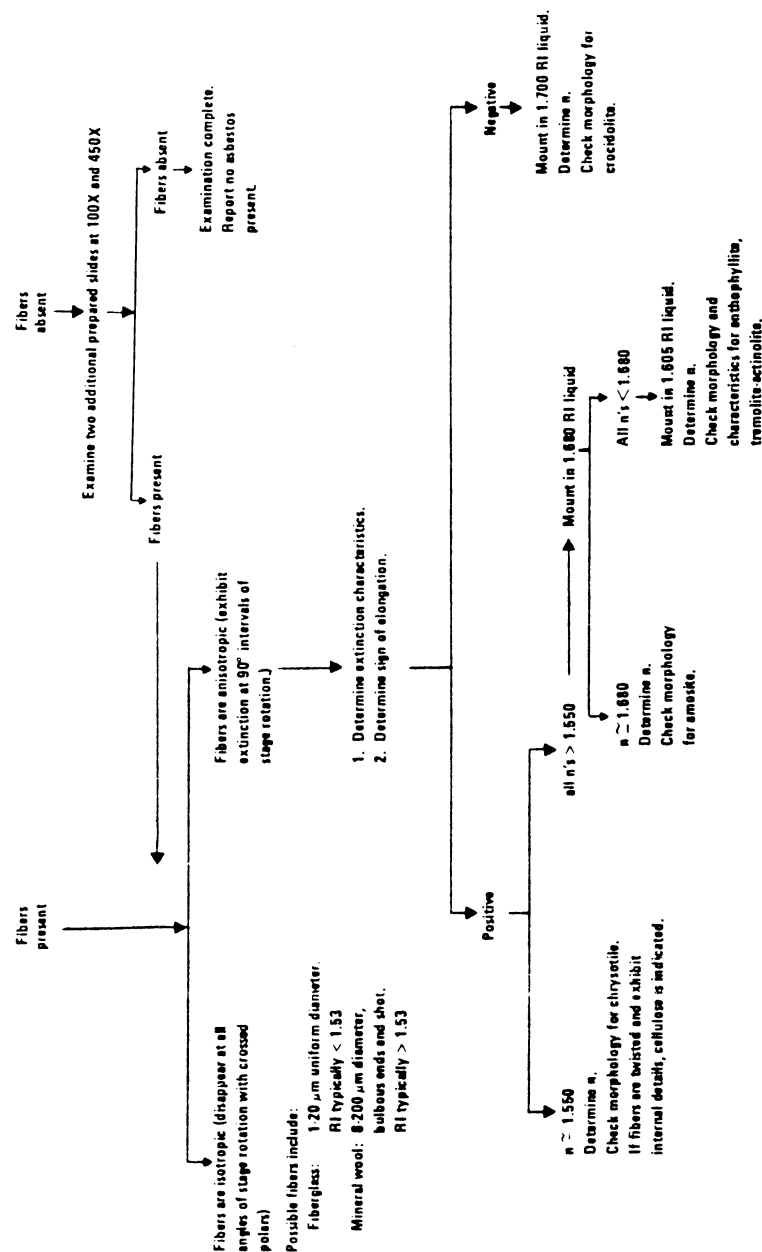 Fibers
present
Fibers
absent
Examine two additional prepared slides at 100X and 450X
Fibers present
Fibers absent
Examination complete.
Report no asbestos
present.
Fibers are isotropic (disappear at all
angles of stage rotation with crossed
polars)
Possible fibers include:
Fiberglass: 1-20 μm uniform diameter.
RI typically < 1.53
Mineral wool: 8-200 μm diameter,
bulbous ends and shot.
RI typically > 1.53
Fibers are anisotropic (exhibit
extinction at 90° intervals of
stage rotation.)
1. Determine extinction characteristics.
2. Determine sign of elongation.
Positive
Negative
n ≃ 1.550
Determine n.
Check morphology for chrysotile.
If fibers are twisted and exhibit
internal details, cellulose is indicated.
all n's > 1.550
Mount in 1.680 RI liquid
n ≃ 1.680
Determine n.
Check morphology
for amosite.
All n's < 1.680
Mount in 1.605 RI liquid.
Determine n.
Check morphology and
characteristics for anthophyllite,
tremolite-actinolite.
Mount in 1.700 RI liquid.
Determine n.
Check morphology for
crocidolite.